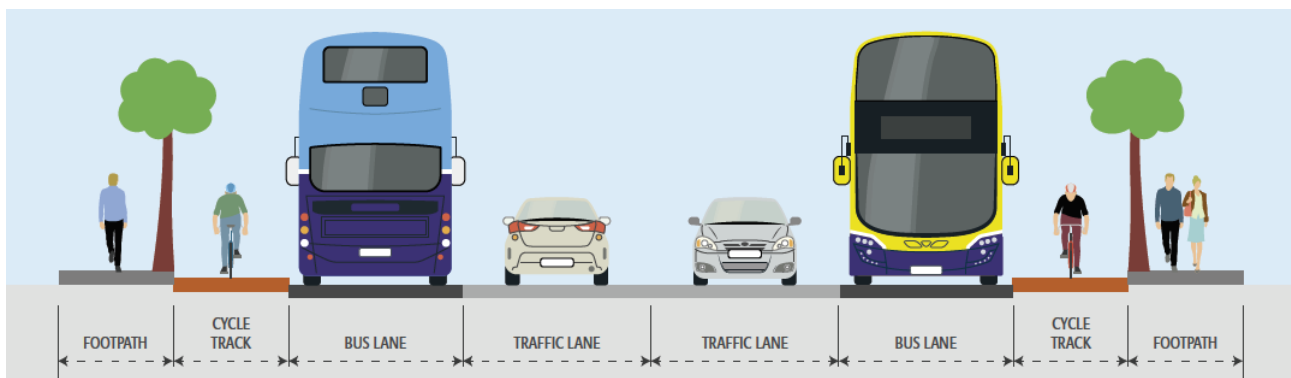 FOOTPATH
CYCLE
TRACK
BUS LANE
TRAFFIC LANE
TRAFFIC LANE
BUS LANE
CYCLE
TRACK
FOOTPATH